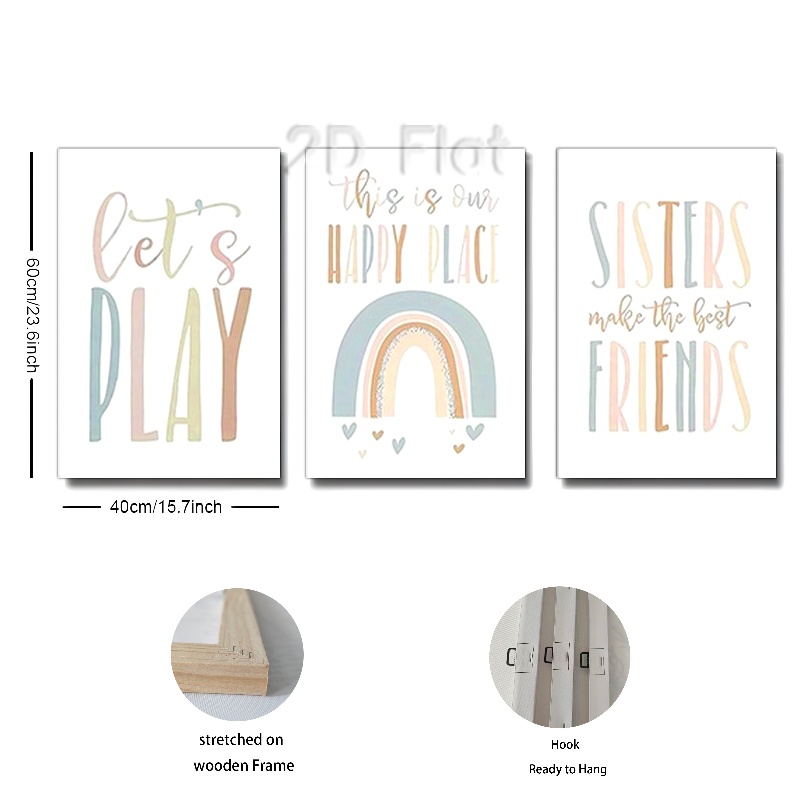 2D Flat
let's
PLAY
this is our
HAPPY PLACE
SISTERS
make the best
FRIENDS
60cm/23.6inch
40cm/15.7inch
stretched on
wooden Frame
Hook
Ready to Hang